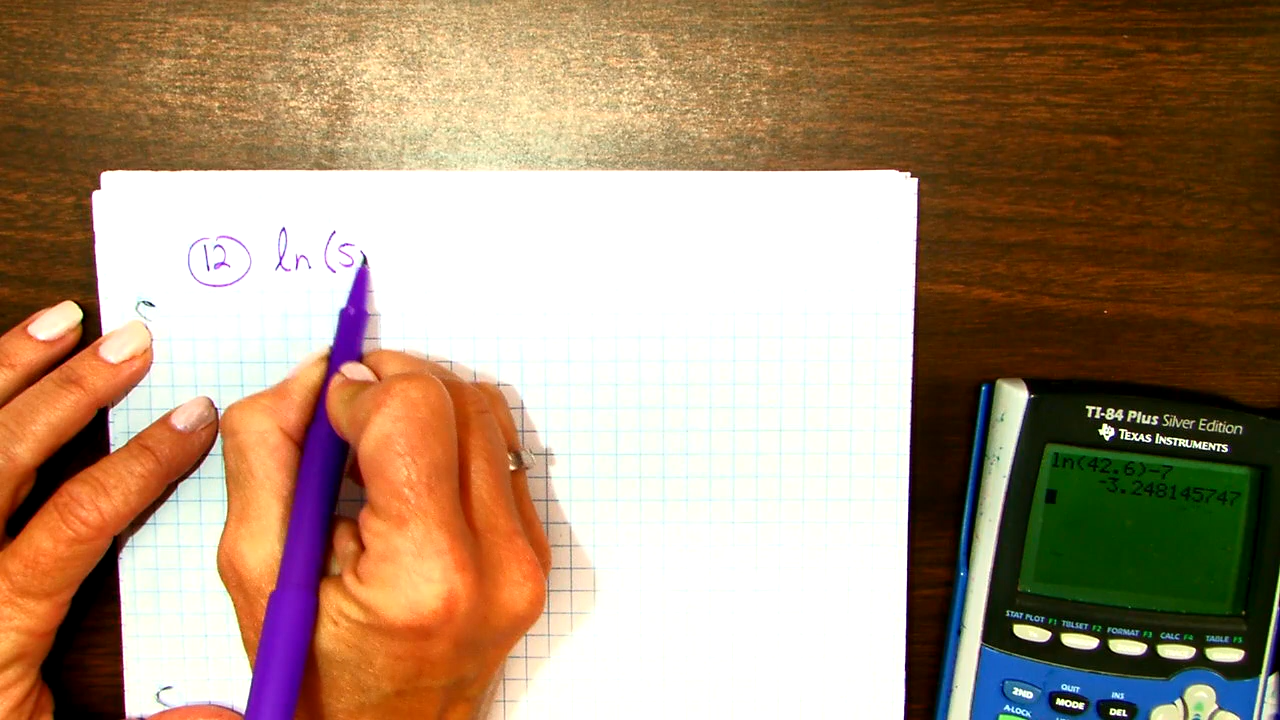 12 ln (5
TI-84 Plus Silver Edition
TEXAS INSTRUMENTS
ln(42.6)-7
-3.248145747
STAT PLOT F1 TBLSET F2 FORMAT F3 CALC F4 TABLE F5
2ND
QUIT
MODE
INS
DEL
A-LOCK